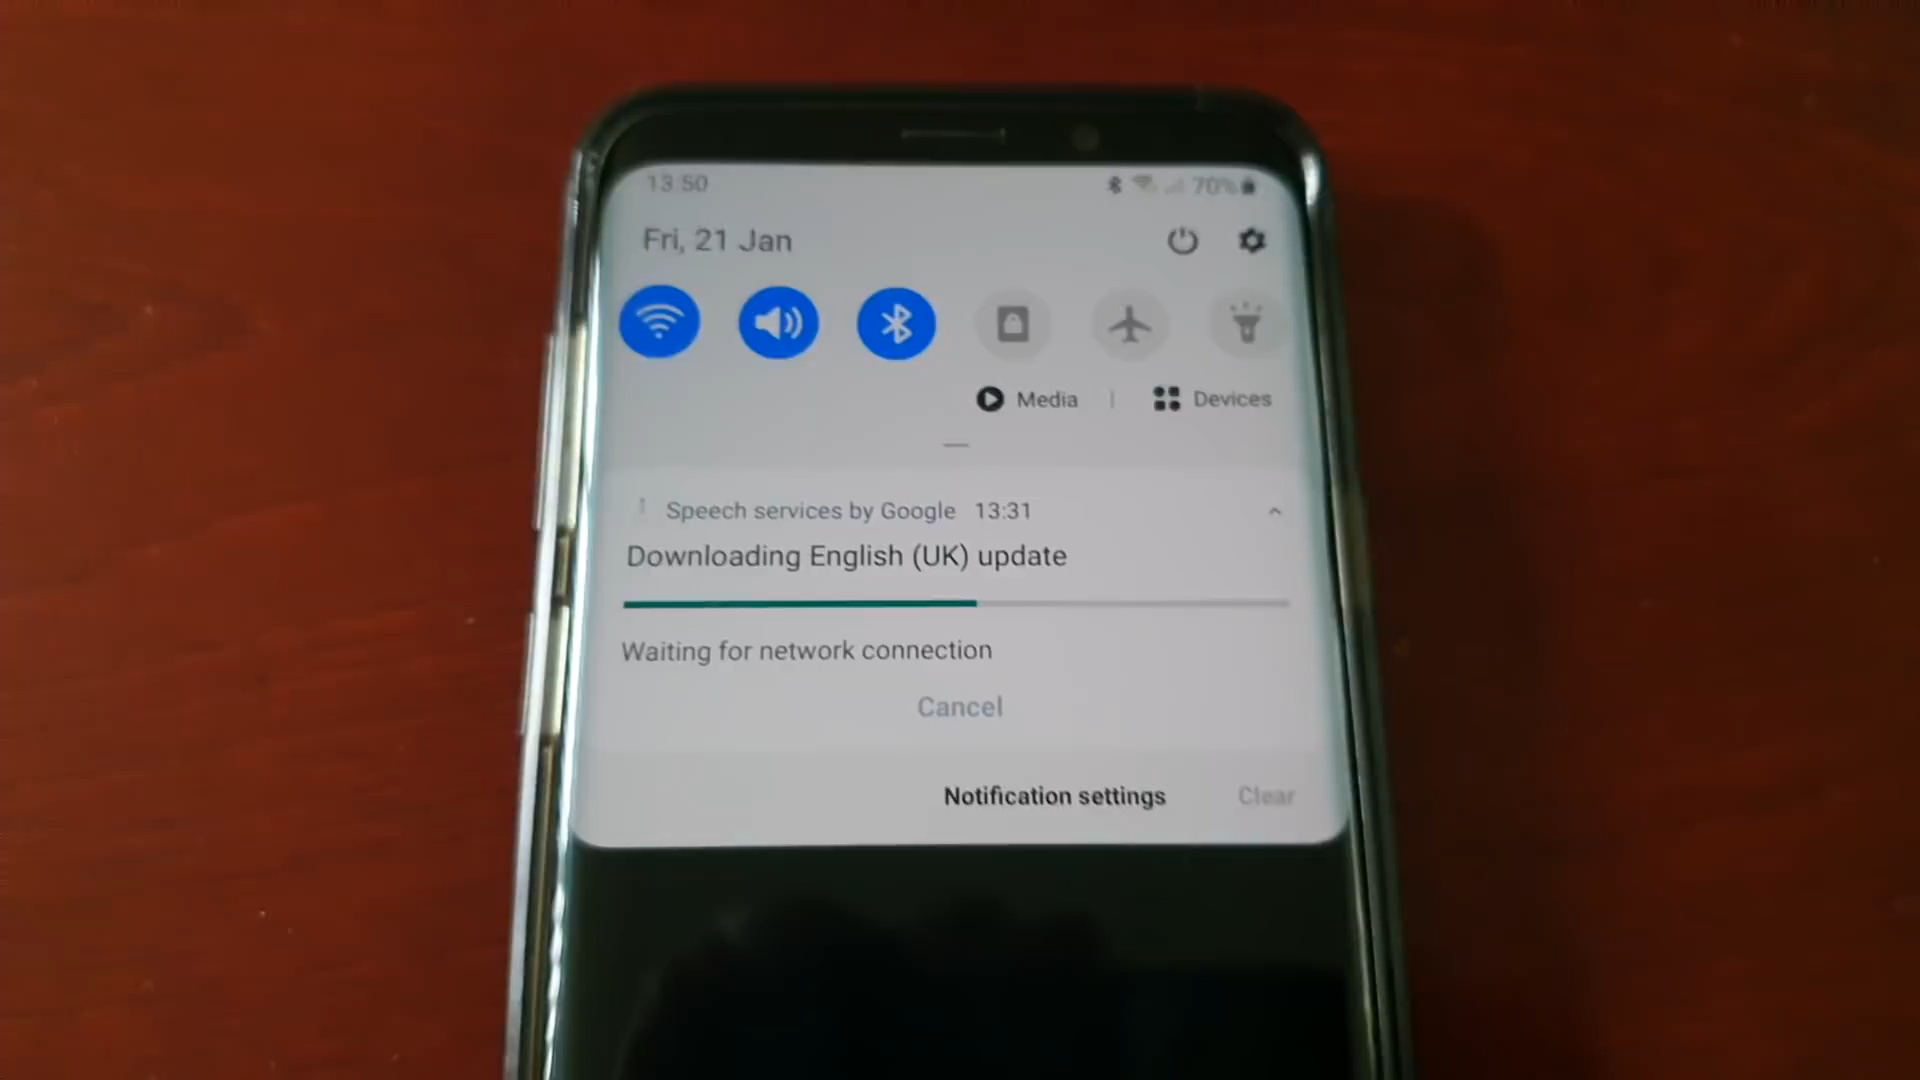 13:50 70%
Fri, 21 Jan
Media | Devices
Speech services by Google 13:31
Downloading English (UK) update
Waiting for network connection
Cancel
Notification settings Clear